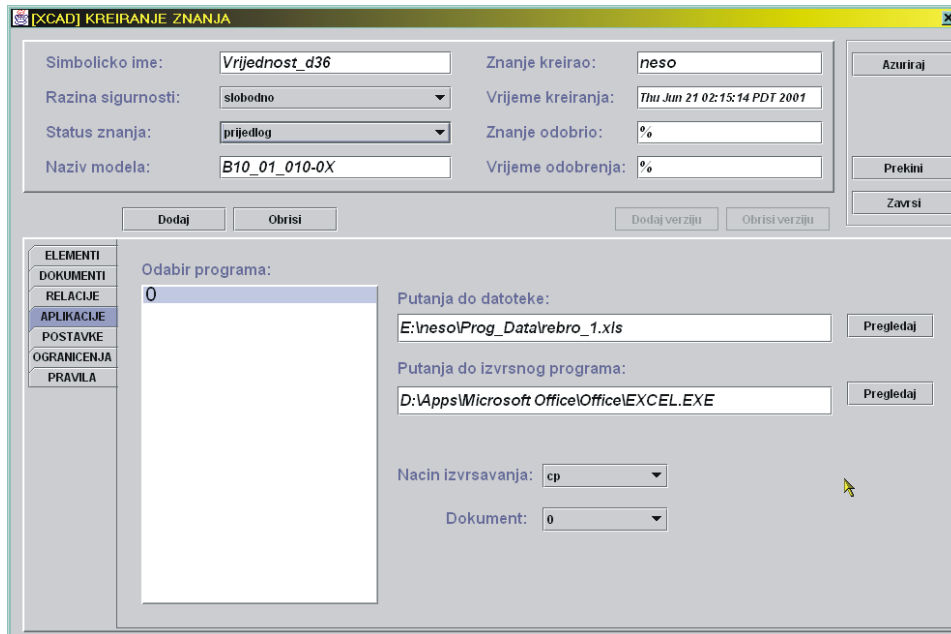 [XCAD] KREIRANJE ZNANJA
Simbolicko ime: Vrijednost_d36 Znanje kreirao: neso
Azuriraj
Razina sigurnosti: slobodno Vrijeme kreiranja: Thu Jun 21 02:15:14 PDT 2001
Status znanja: prijedlog Znanje odobrio: %
Naziv modela: B10_01_010-0X Vrijeme odobrenja: %
Prekini
Zavrsi
Dodaj Obrisi Dodaj verziju Obrisi verziju
ELEMENTI
DOKUMENTI
RELACIJE
APLIKACIJE
POSTAVKE
OGRANICENJA
PRAVILA
Odabir programa:
0
Putanja do datoteke:
E:\neso\Prog_Data\rebro_1.xls Pregledaj
Putanja do izvrsnog programa:
D:\Apps\Microsoft Office\Office\EXCEL.EXE Pregledaj
Nacin izvrsavanja: cp
Dokument: 0